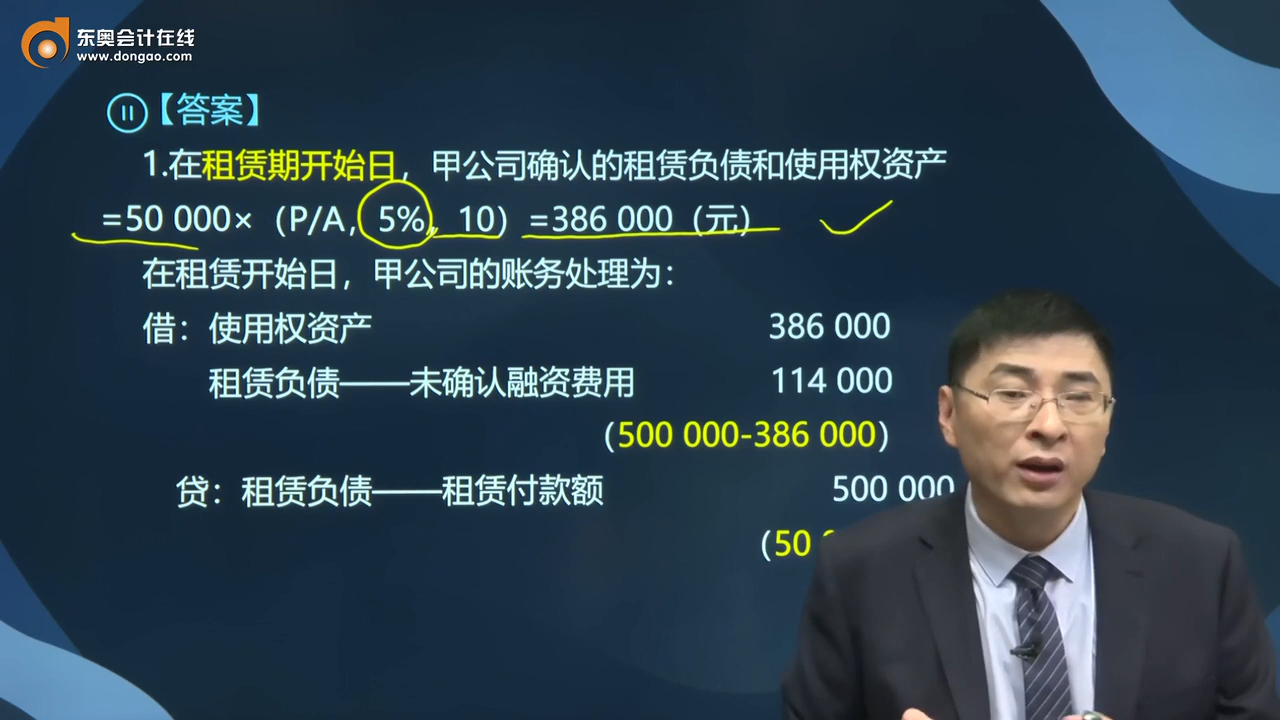 东奥会计在线
www.dongao.com
【答案】
1.在租赁期开始日，甲公司确认的租赁负债和使用权资产
=50 000×（P/A，5%，10）=386 000（元）
在租赁开始日，甲公司的账务处理为：
借：使用权资产 386 000
租赁负债——未确认融资费用 114 000
(500 000-386 000)
贷：租赁负债——租赁付款额 500 000
(50